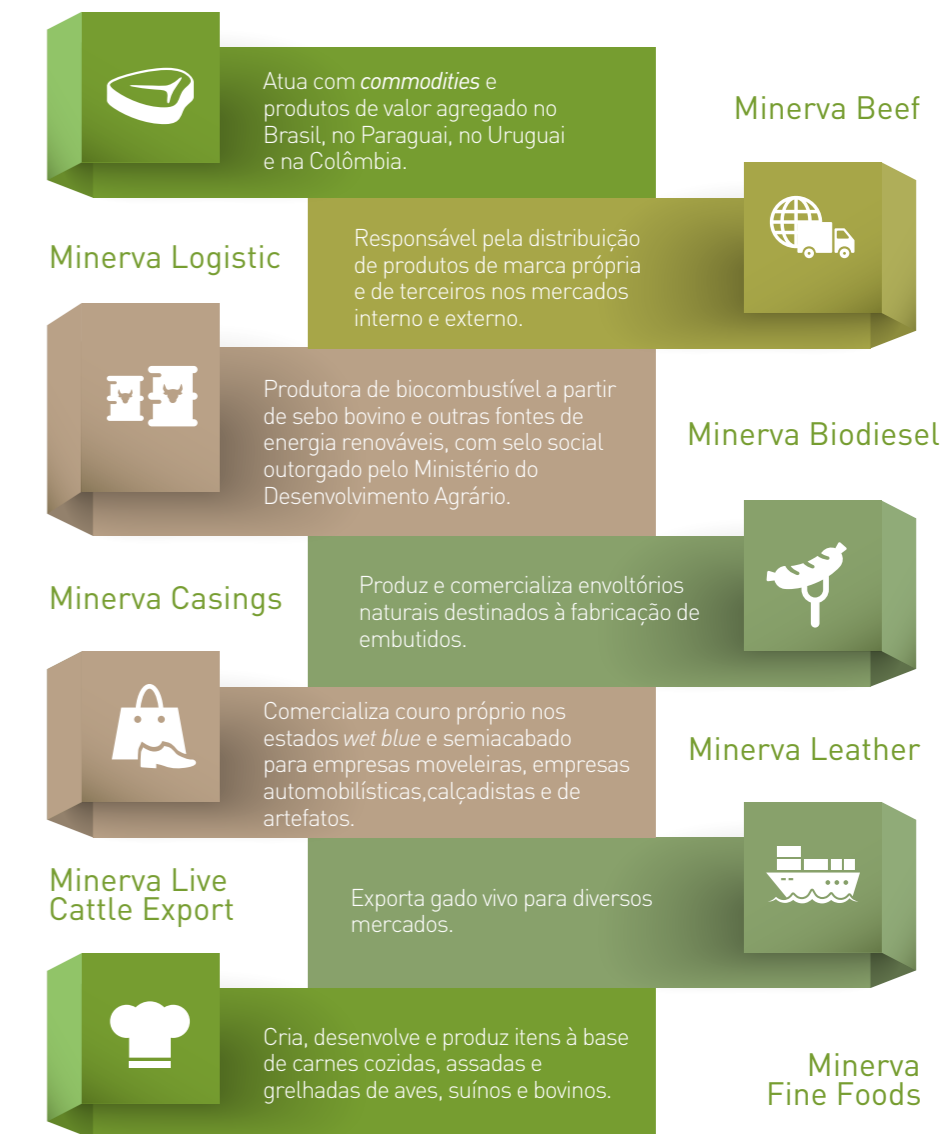 Atua com commodities e
produtos de valor agregado no
Brasil, no Paraguai, no Uruguai
e na Colômbia.
Minerva Beef
Minerva Logistic
Responsável pela distribuição
de produtos de marca própria
e de terceiros nos mercados
interno e externo.
Produtora de biocombustível a partir
de sebo bovino e outras fontes de
energia renováveis, com selo social
outorgado pelo Ministério do
Desenvolvimento Agrário.
Minerva Biodiesel
Minerva Casings
Produz e comercializa envoltórios
naturais destinados à fabricação de
embutidos.
Comercializa couro próprio nos
estados wet blue e semiacabado
para empresas moveleiras, empresas
automobilísticas,calçadistas e de
artefatos.
Minerva Leather
Minerva Live
Cattle Export
Exporta gado vivo para diversos
mercados.
Cria, desenvolve e produz itens à base
de carnes cozidas, assadas e
grelhadas de aves, suínos e bovinos.
Minerva
Fine Foods